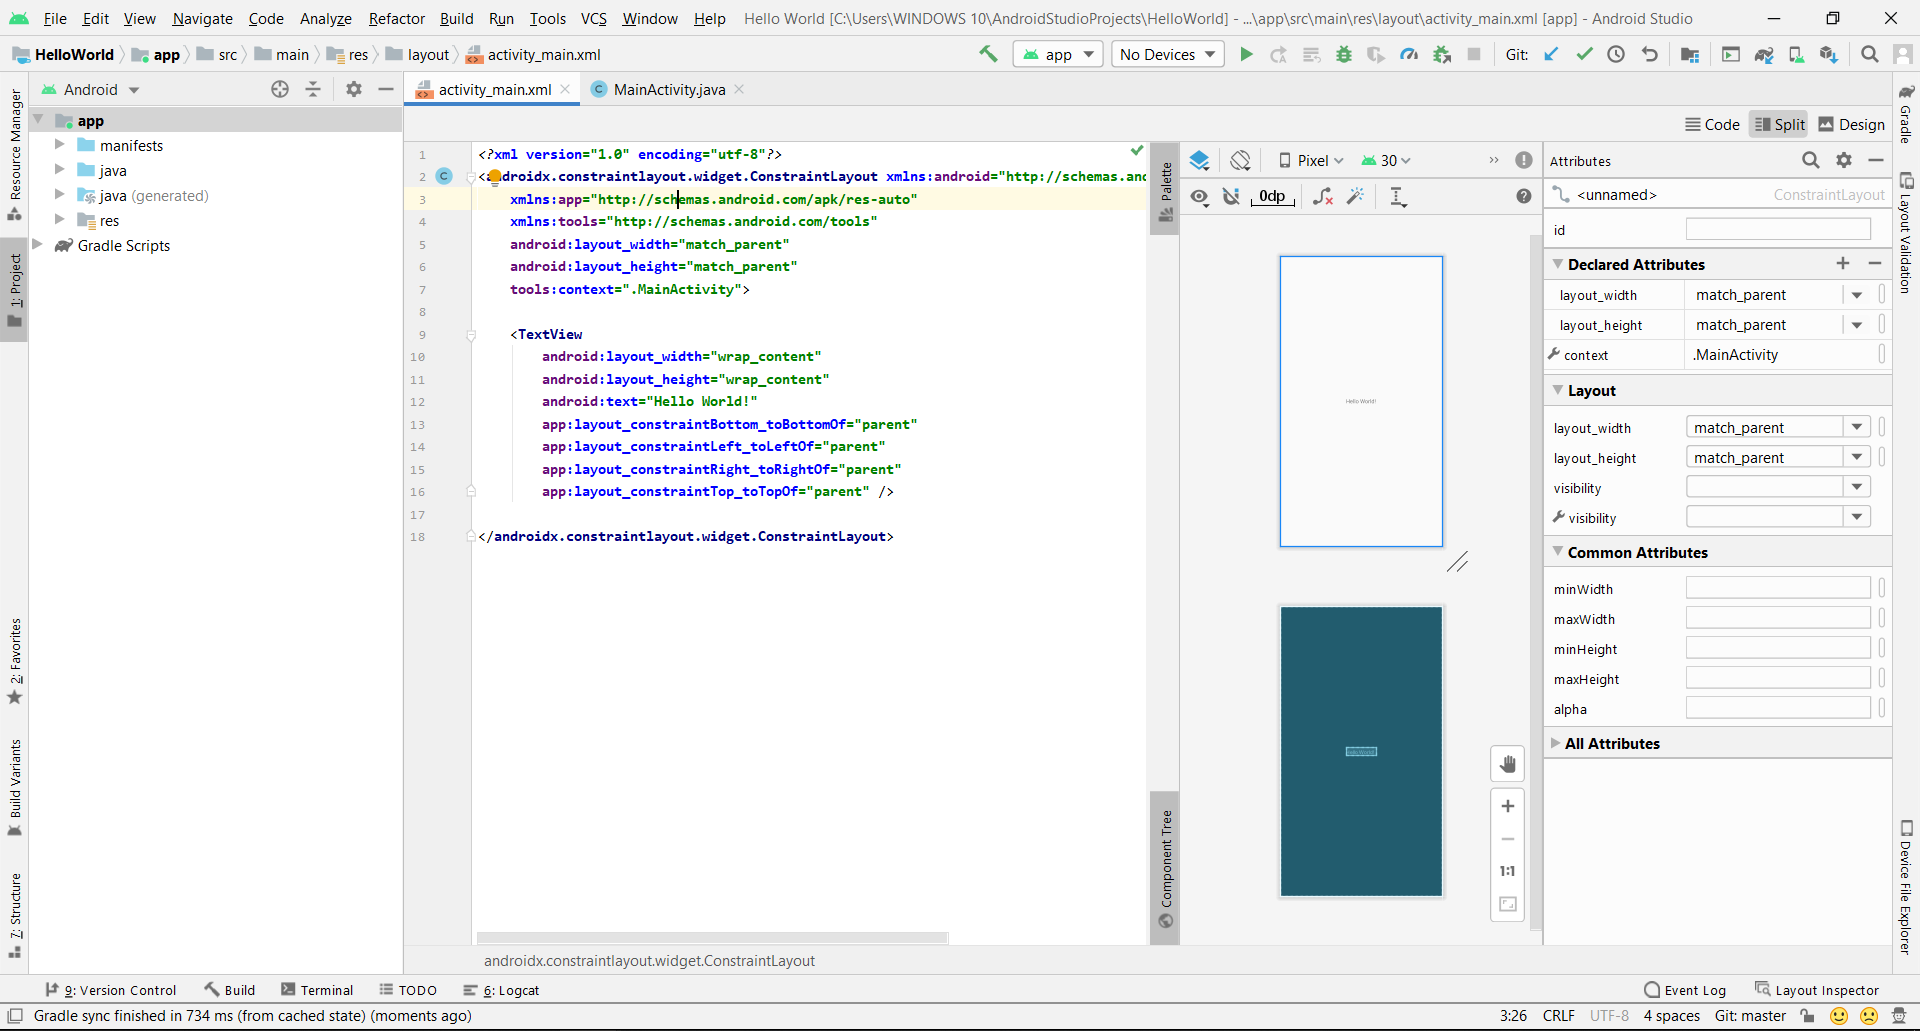 File Edit View Navigate Code Analyze Refactor Build Run Tools VCS Window Help Hello World [C:\Users\WINDOWS 10\AndroidStudioProjects\HelloWorld] - ...\app\src\main\res\layout\activity_main.xml [app] - Android Studio
HelloWorld app src main res layout activity_main.xml app No Devices Git:
Android
activity_main.xml MainActivity.java
Code Split Design
app
manifests
java
java (generated)
res
Gradle Scripts
Resource Manager
1: Project
2: Favorites
Build Variants
7: Structure
1 <?xml version="1.0" encoding="utf-8"?>
2 <androidx.constraintlayout.widget.ConstraintLayout xmlns:android="http://schemas.and
3 xmlns:app="http://schemas.android.com/apk/res-auto"
4 xmlns:tools="http://schemas.android.com/tools"
5 android:layout_width="match_parent"
6 android:layout_height="match_parent"
7 tools:context=".MainActivity">
8
9 <TextView
10 android:layout_width="wrap_content"
11 android:layout_height="wrap_content"
12 android:text="Hello World!"
13 app:layout_constraintBottom_toBottomOf="parent"
14 app:layout_constraintLeft_toLeftOf="parent"
15 app:layout_constraintRight_toRightOf="parent"
16 app:layout_constraintTop_toTopOf="parent" />
17
18 </androidx.constraintlayout.widget.ConstraintLayout>
C
androidx.constraintlayout.widget.ConstraintLayout
Palette
Component Tree
Pixel 30
0dp
Hello World!
1:1
Attributes
<unnamed> ConstraintLayout
id
Declared Attributes
layout_width match_parent
layout_height match_parent
context .MainActivity
Layout
layout_width match_parent
layout_height match_parent
visibility
visibility
Common Attributes
minWidth
maxWidth
minHeight
maxHeight
alpha
All Attributes
Gradle
Layout Validation
Device File Explorer
9: Version Control Build Terminal TODO 6: Logcat Event Log Layout Inspector
Gradle sync finished in 734 ms (from cached state) (moments ago) 3:26 CRLF UTF-8 4 spaces Git: master